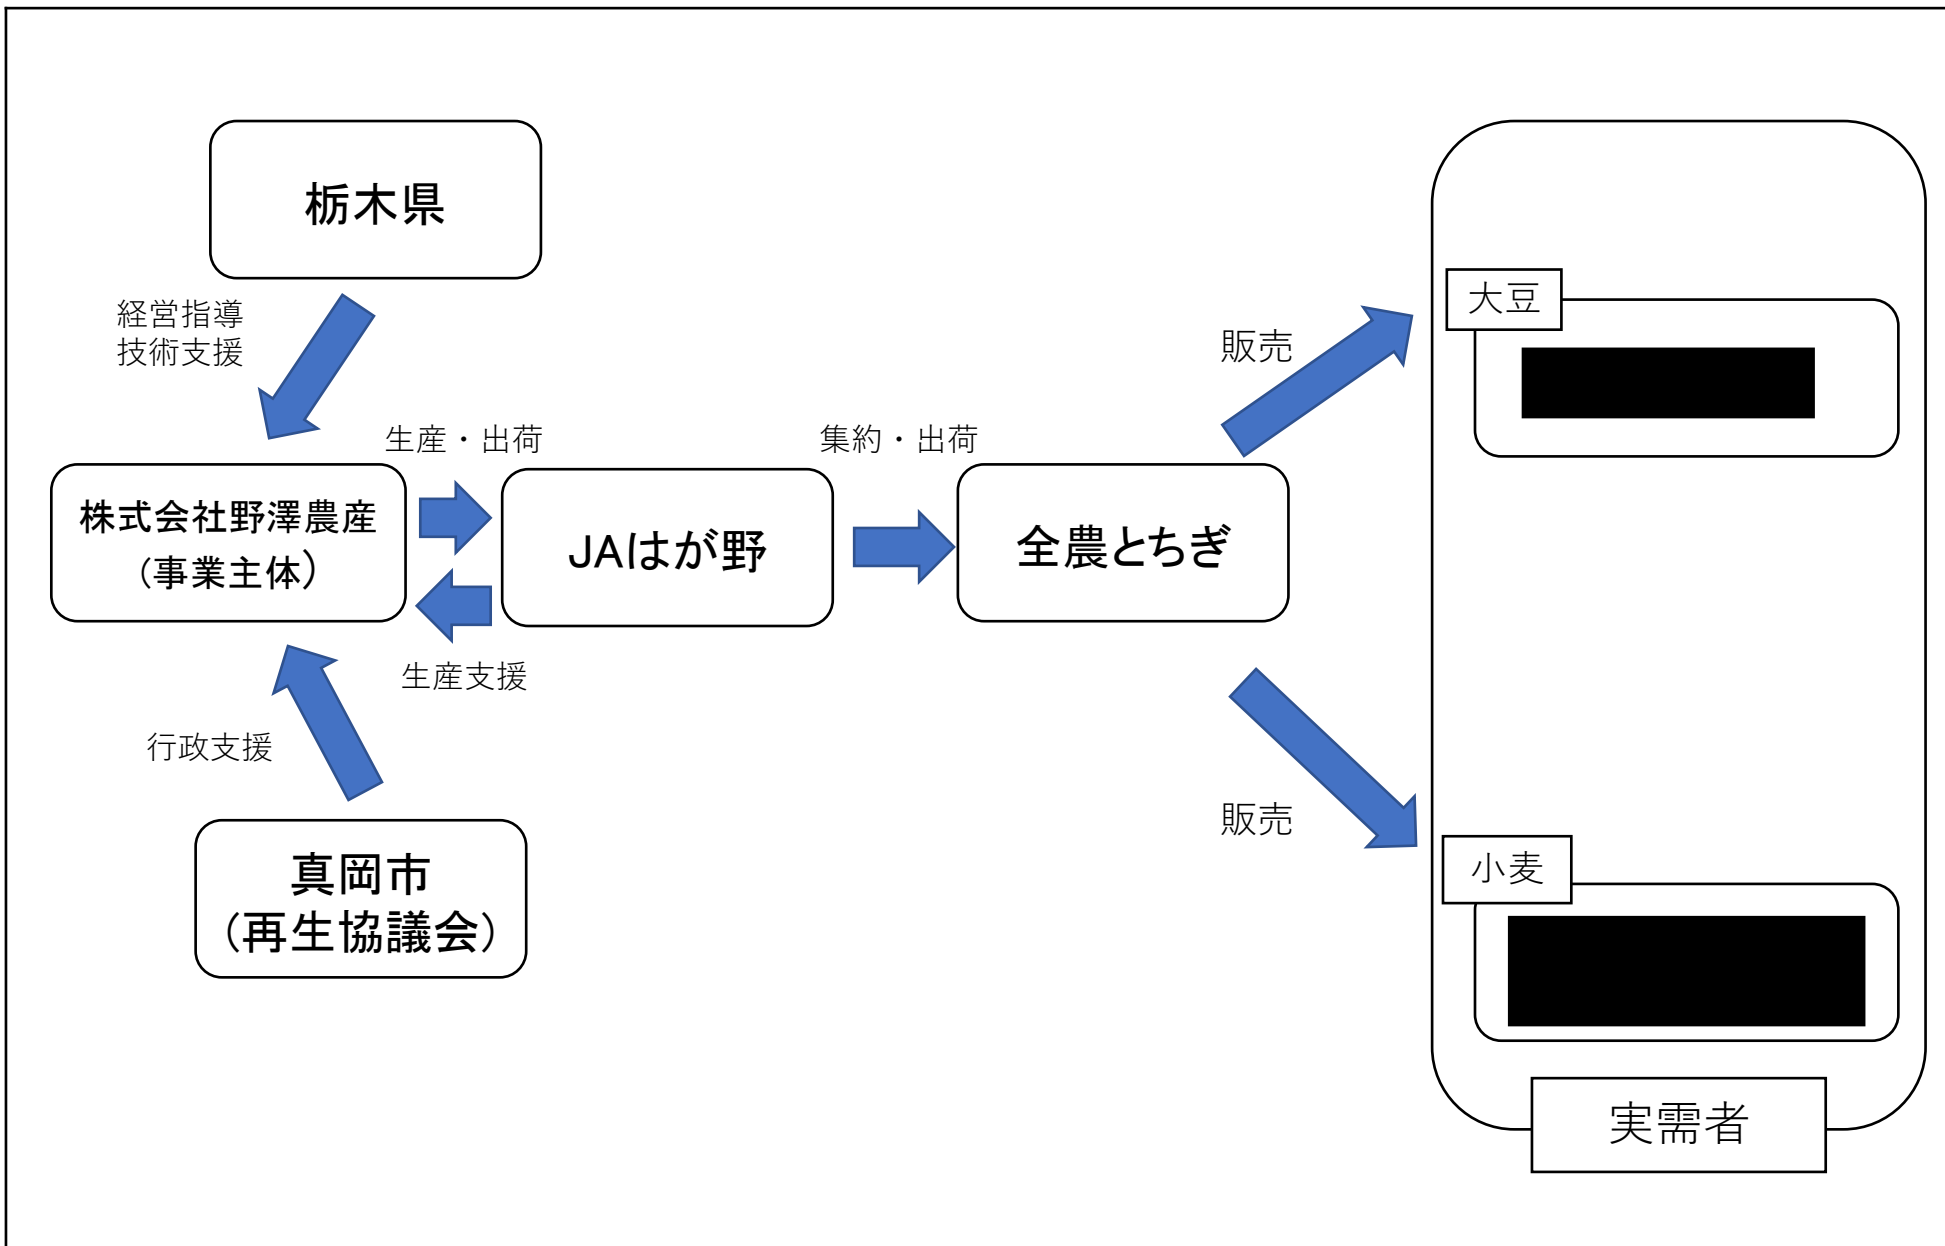 栃木県
経営指導
技術支援
生産・出荷
株式会社野澤農産
(事業主体)
JAはが野
生産支援
行政支援
真岡市
(再生協議会)
集約・出荷
全農とちぎ
販売
販売
大豆
小麦
実需者